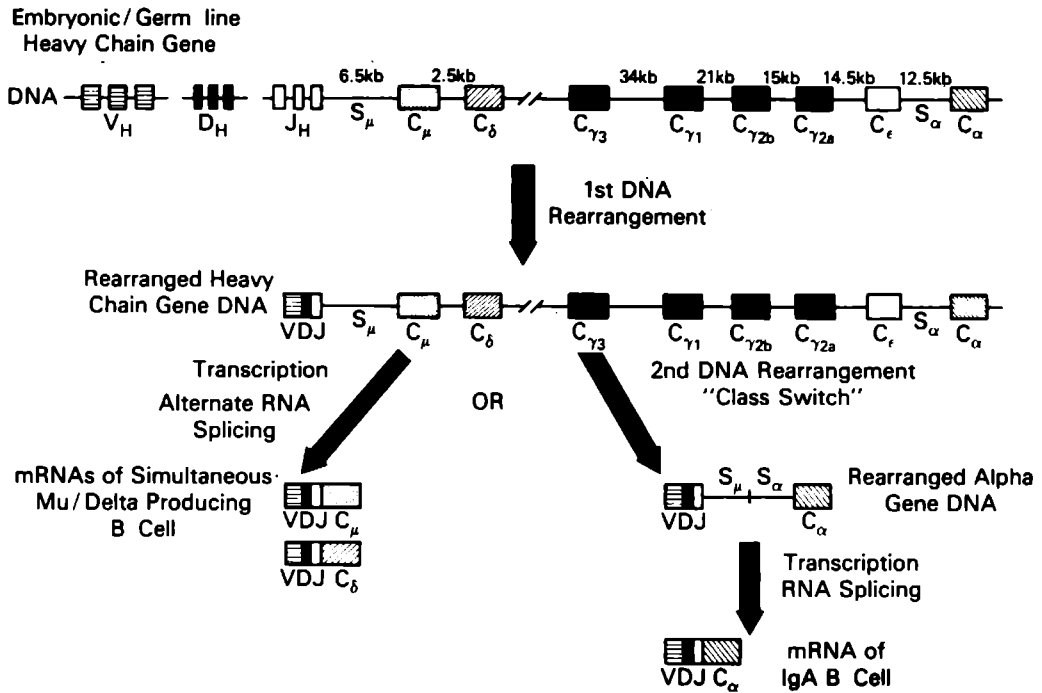 Embryonic/Germ line
Heavy Chain Gene
6.5kb 2.5kb 34kb 21kb 15kb 14.5kb 12.5kb
DNA
V_H D_H J_H S_μ C_μ C_δ C_γ3 C_γ1 C_γ2b C_γ2a C_ε S_α C_α
1st DNA
Rearrangement
Rearranged Heavy
Chain Gene DNA
VDJ S_μ C_μ C_δ C_γ3 C_γ1 C_γ2b C_γ2a C_ε S_α C_α
Transcription
Alternate RNA
Splicing
OR
2nd DNA Rearrangement
"Class Switch"
mRNAs of Simultaneous
Mu/Delta Producing
B Cell
VDJ C_μ
VDJ C_δ
S_μ S_α
VDJ C_α
Rearranged Alpha
Gene DNA
Transcription
RNA Splicing
VDJ C_α
mRNA of
IgA B Cell